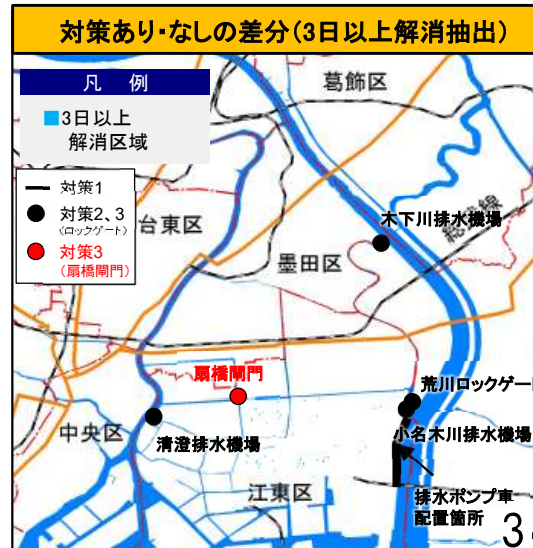 対策あり・なしの差分(3日以上解消抽出)
凡 例
3日以上
解消区域
対策1
対策2、3
(ロックゲート)
対策3
(扇橋閘門)
葛飾区
台東区
木下川排水機場
総武線
墨田区
扇橋閘門
荒川ロックゲート
中央区
清澄排水機場
小名木川排水機場
江東区
排水ポンプ車
配置箇所
3